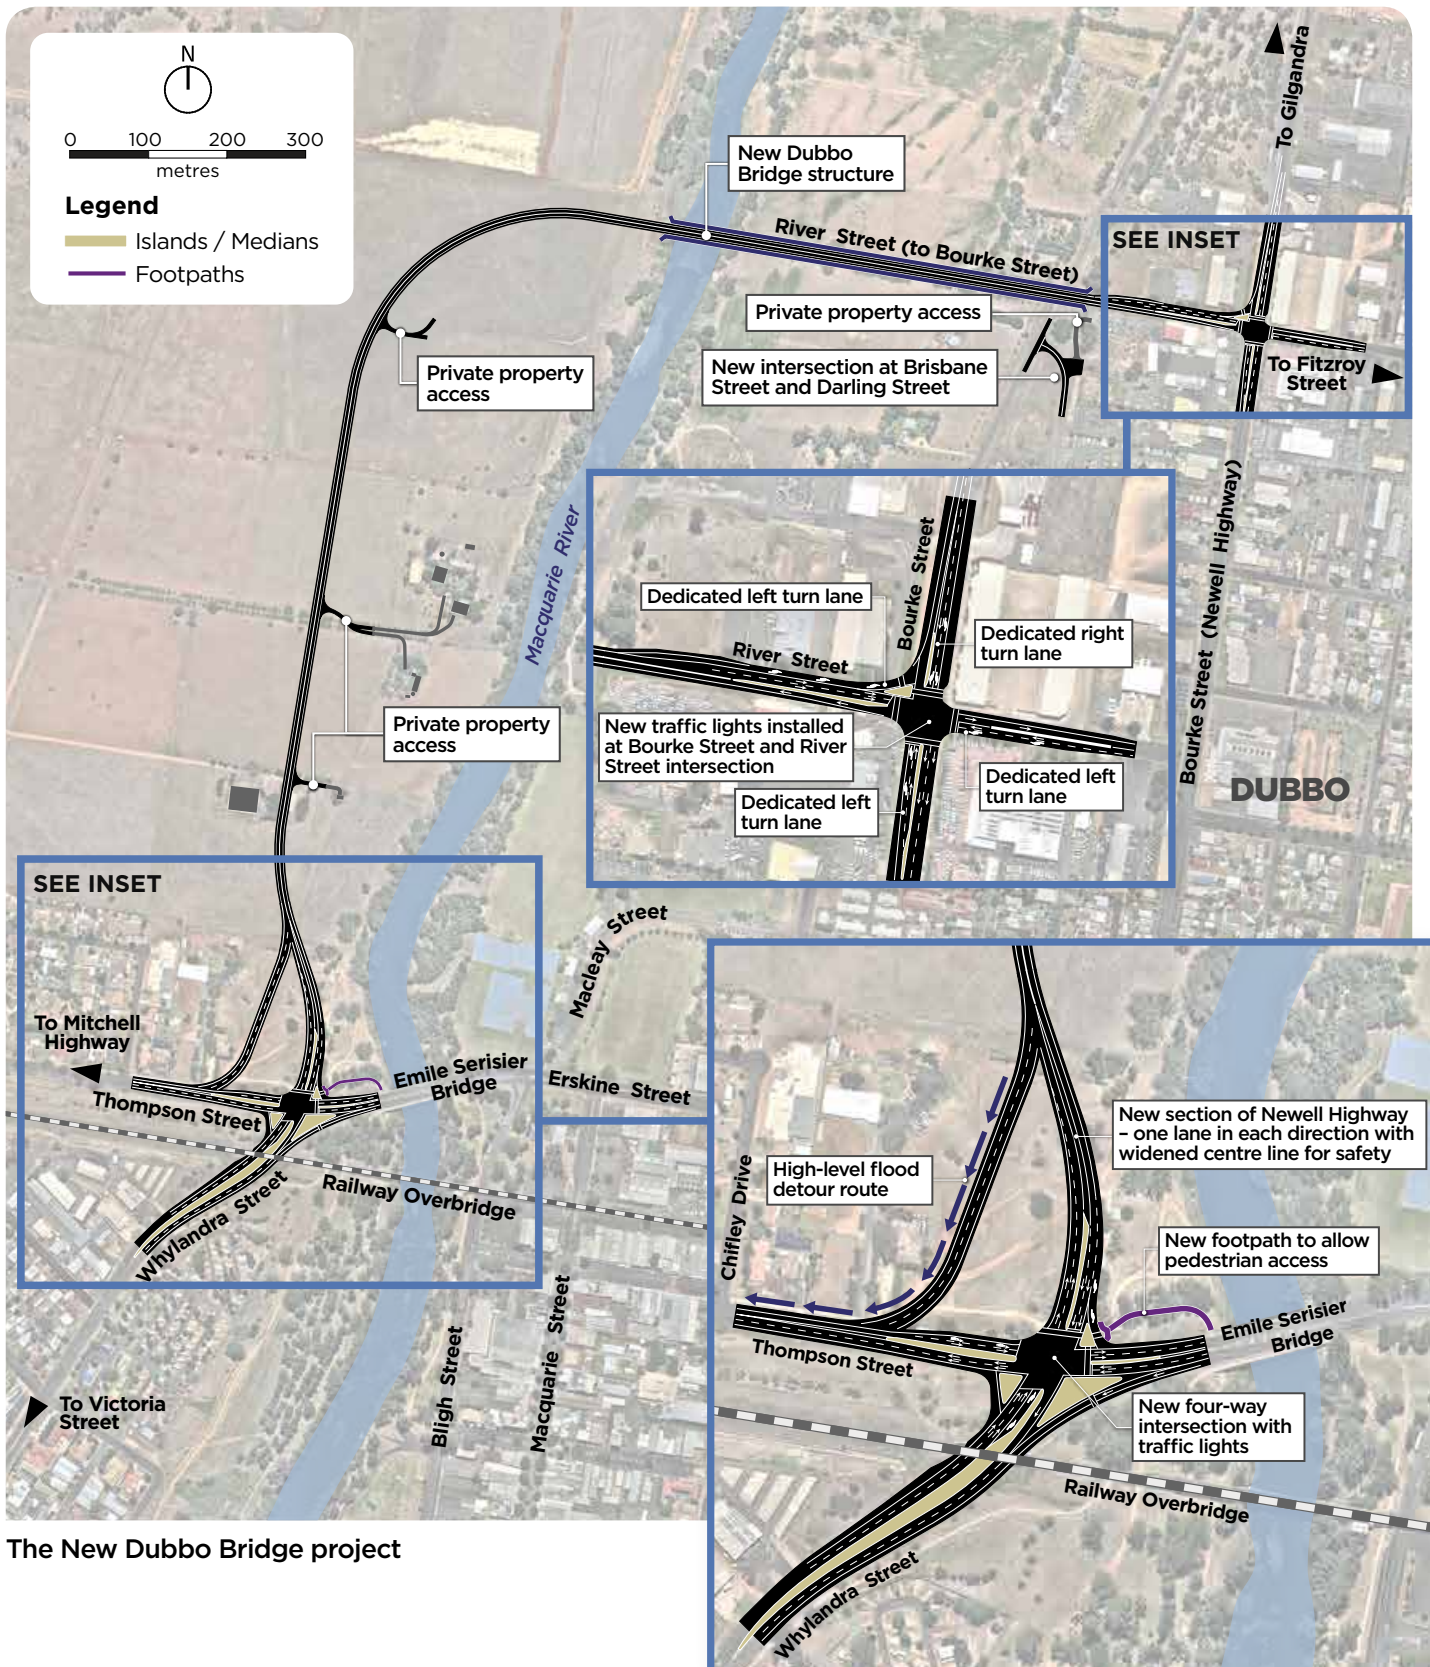 N
0 100 200 300
metres
Legend
Islands / Medians
Footpaths
To Gilgandra
New Dubbo
Bridge structure
River Street (to Bourke Street)
SEE INSET
Private property access
To Fitzroy
Street
New intersection at Brisbane
Street and Darling Street
Private property
access
Macquarie River
Bourke Street (Newell Highway)
DUBBO
Bourke Street
Dedicated left turn lane
Dedicated right
turn lane
River Street
New traffic lights installed
at Bourke Street and River
Street intersection
Dedicated left
turn lane
Dedicated left
turn lane
Private property
access
SEE INSET
Macleay Street
To Mitchell
Highway
Emile Serisier
Bridge
Erskine Street
Thompson Street
Railway Overbridge
Whylandra Street
To Victoria
Street
Bligh Street
Macquarie Street
New section of Newell Highway
– one lane in each direction with
widened centre line for safety
High-level flood
detour route
Chifley Drive
New footpath to allow
pedestrian access
Emile Serisier
Bridge
Thompson Street
New four-way
intersection with
traffic lights
Railway Overbridge
Whylandra Street
The New Dubbo Bridge project